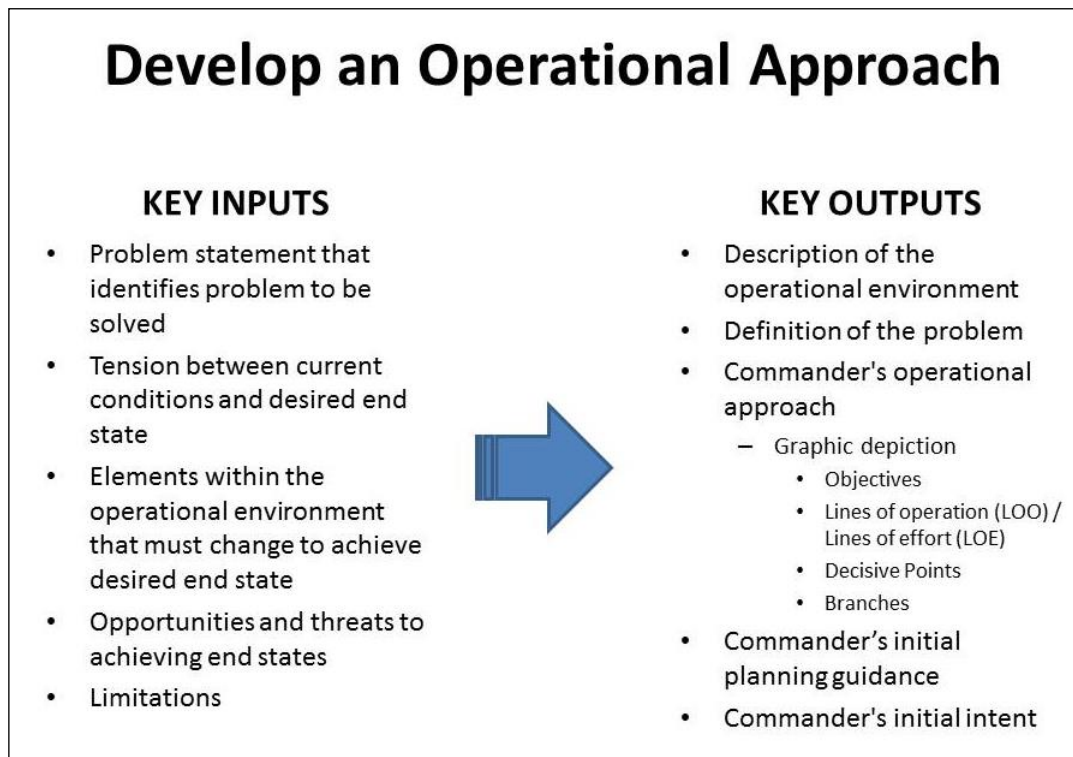 Develop an Operational Approach
KEY INPUTS
• Problem statement that
identifies problem to be
solved
• Tension between current
conditions and desired end
state
• Elements within the
operational environment
that must change to achieve
desired end state
• Opportunities and threats to
achieving end states
• Limitations
KEY OUTPUTS
• Description of the
operational environment
• Definition of the problem
• Commander's operational
approach
– Graphic depiction
• Objectives
• Lines of operation (LOO) /
Lines of effort (LOE)
• Decisive Points
• Branches
• Commander’s initial
planning guidance
• Commander's initial intent